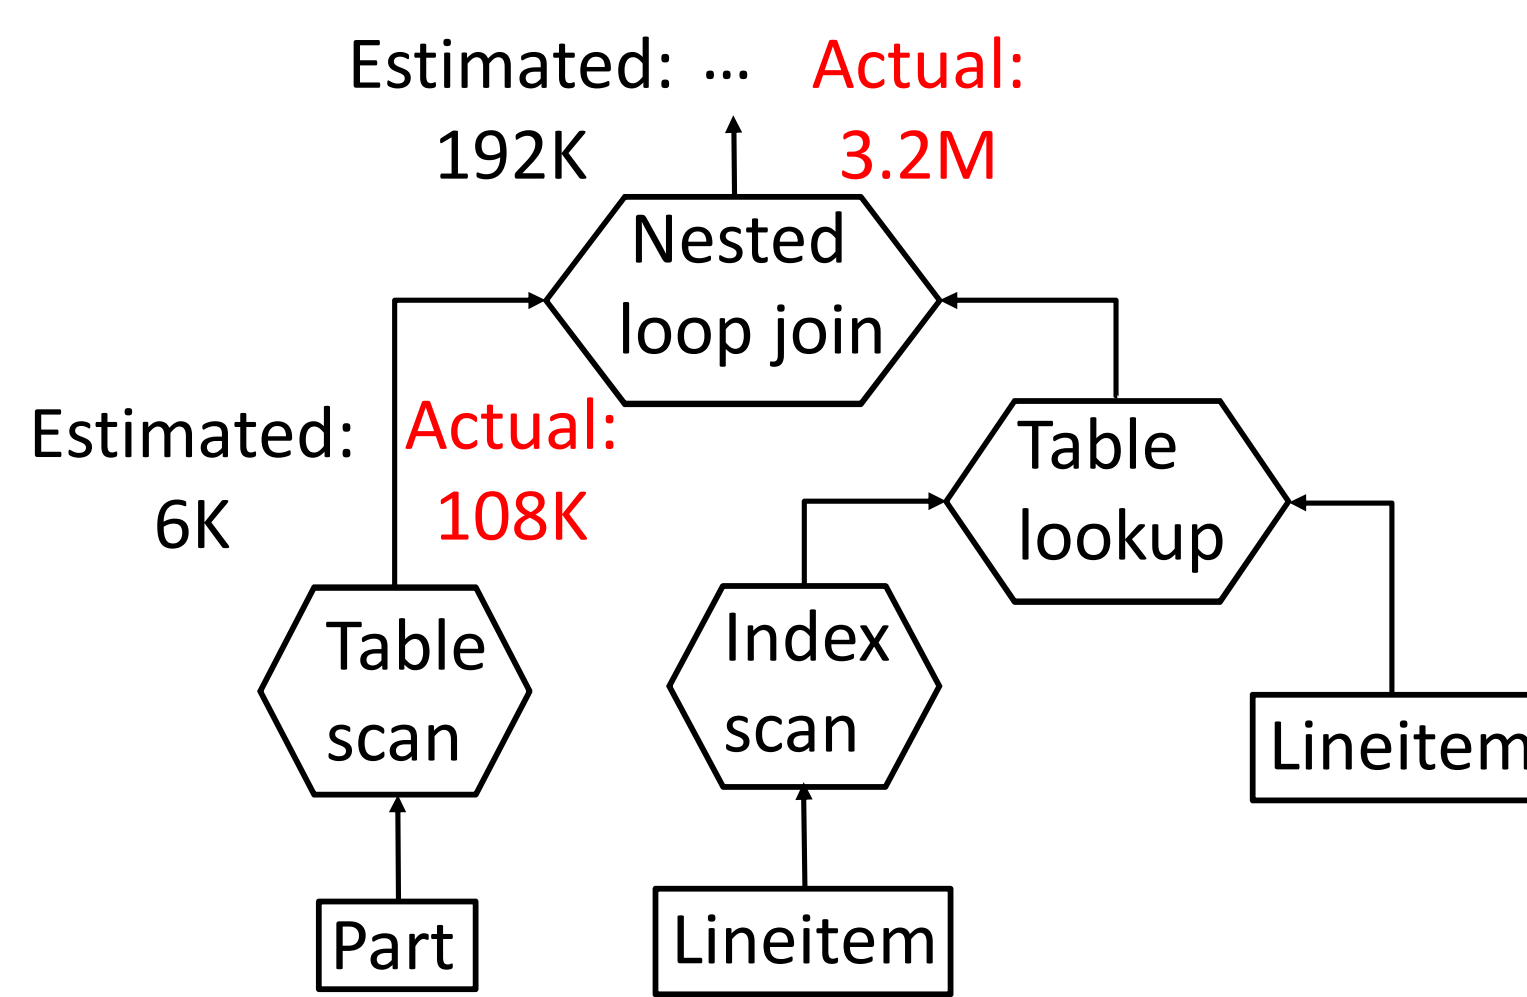 Estimated: ... Actual:
192K 3.2M
Nested
loop join
Estimated: Actual:
6K 108K
Table
lookup
Table
scan
Index
scan
Lineitem
Part
Lineitem